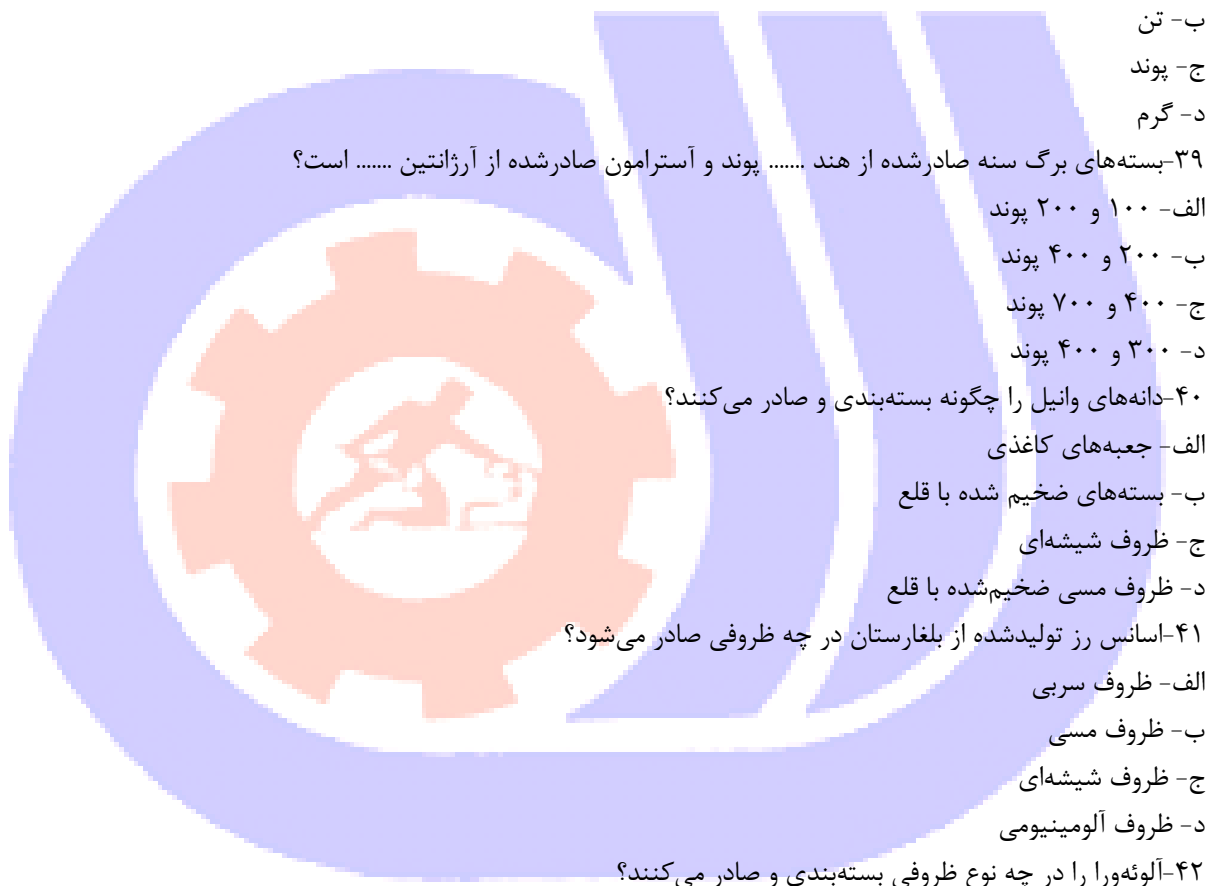 ب- تن
ج- پوند
د- گرم
۳۹-بسته‌های برگ سنه صادرشده از هند ....... پوند و آسترامون صادرشده از آرژانتین ....... است؟
الف- ۱۰۰ و ۲۰۰ پوند
ب- ۲۰۰ و ۴۰۰ پوند
ج- ۴۰۰ و ۷۰۰ پوند
د- ۳۰۰ و ۴۰۰ پوند
۴۰-دانه‌های وانیل را چگونه بسته‌بندی و صادر می‌کنند؟
الف- جعبه‌های کاغذی
ب- بسته‌های ضخیم شده با قلع
ج- ظروف شیشه‌ای
د- ظروف مسی ضخیم‌شده با قلع
۴۱-اسانس رز تولیدشده از بلغارستان در چه ظروفی صادر می‌شود؟
الف- ظروف سربی
ب- ظروف مسی
ج- ظروف شیشه‌ای
د- ظروف آلومینیومی
۴۲-آلوئه‌ورا را در چه نوع ظروفی بسته‌بندی و صادر می‌کنند؟